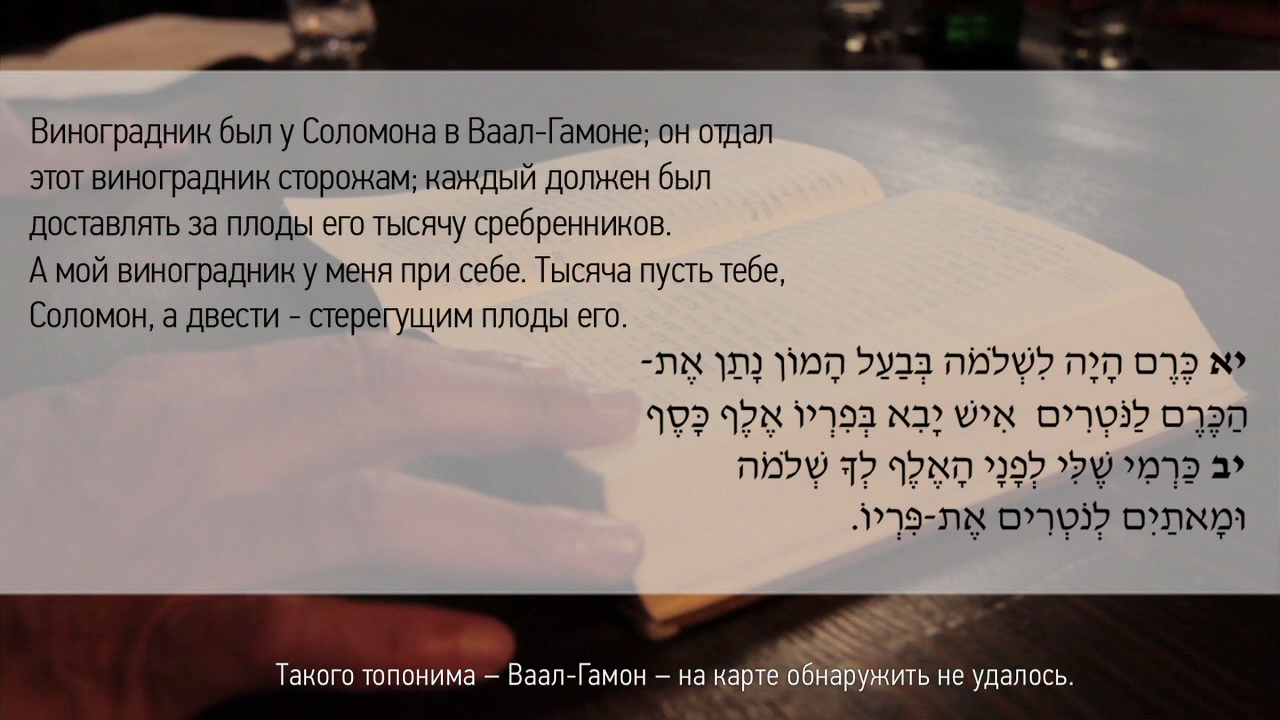 Виноградник был у Соломона в Ваал-Гамоне; он отдал
этот виноградник сторожам; каждый должен был
доставлять за плоды его тысячу сребренников.
А мой виноградник у меня при себе. Тысяча пусть тебе,
Соломон, а двести - стерегущим плоды его.
יא כֶּרֶם הָיָה לִשְׁלֹמֹה בְּבַעַל הָמוֹן נָתַן אֶת-
הַכֶּרֶם לַנֹּטְרִים אִישׁ יָבִא בְּפִרְיוֹ אֶלֶף כָּסֶף
יב כַּרְמִי שֶׁלִּי לְפָנָי הָאֶלֶף לְךָ שְׁלֹמֹה
וּמָאתַיִם לְנֹטְרִים אֶת-פִּרְיוֹ.
Такого топонима – Ваал-Гамон – на карте обнаружить не удалось.